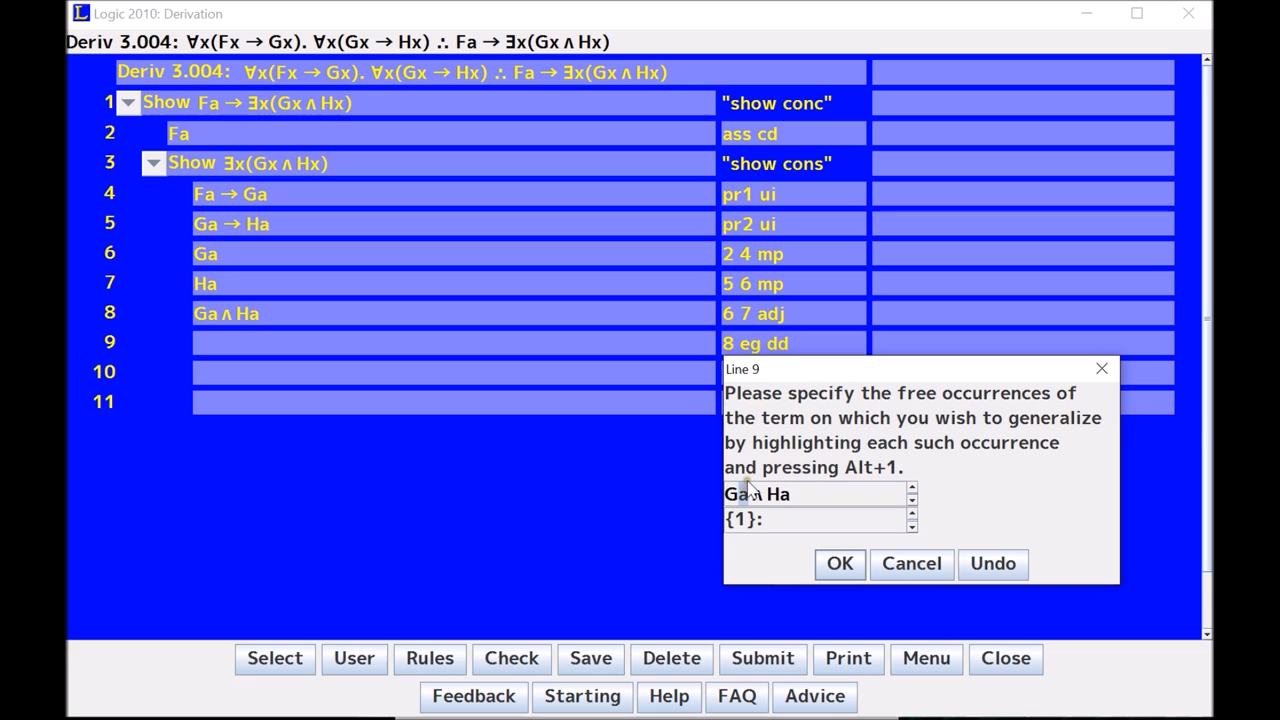 Logic 2010: Derivation
Deriv 3.004: ∀x(Fx → Gx). ∀x(Gx → Hx) ∴ Fa → ∃x(Gx ∧ Hx)
Deriv 3.004: ∀x(Fx → Gx). ∀x(Gx → Hx) ∴ Fa → ∃x(Gx ∧ Hx)
1 Show Fa → ∃x(Gx ∧ Hx) "show conc"
2 Fa ass cd
3 Show ∃x(Gx ∧ Hx) "show cons"
4 Fa → Ga pr1 ui
5 Ga → Ha pr2 ui
6 Ga 2 4 mp
7 Ha 5 6 mp
8 Ga ∧ Ha 6 7 adj
9 8 eg dd
10
11
Line 9
Please specify the free occurrences of
the term on which you wish to generalize
by highlighting each such occurrence
and pressing Alt+1.
Ga ∧ Ha
{1}:
OK Cancel Undo
Select User Rules Check Save Delete Submit Print Menu Close
Feedback Starting Help FAQ Advice